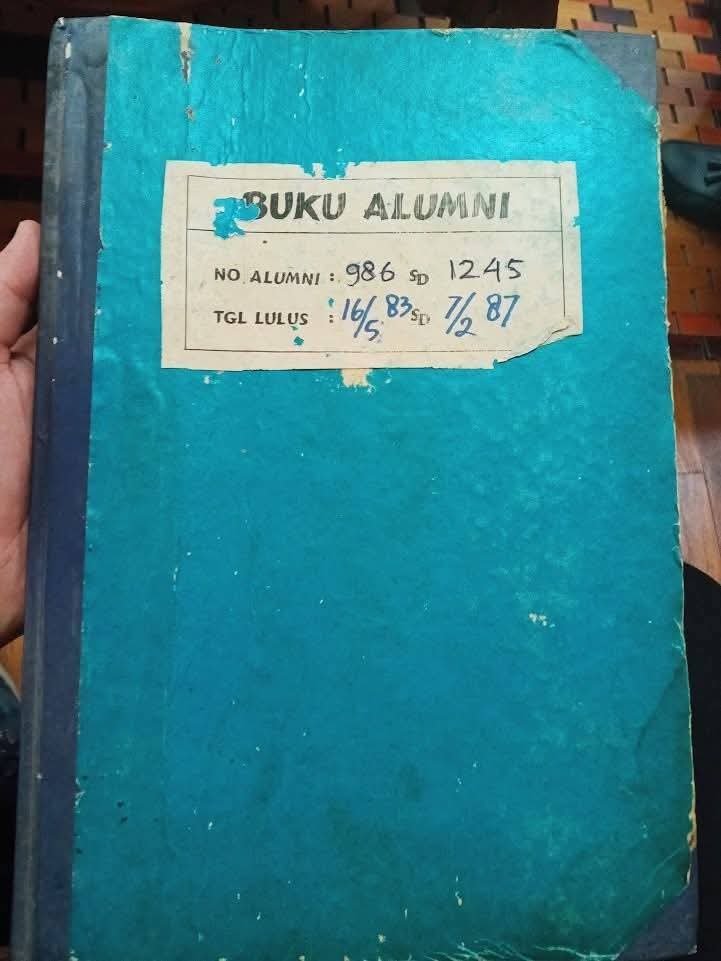 BUKU ALUMNI
NO ALUMNI : 986 SD 1245
TGL LULUS : 16/5 83 SD 7/2 87